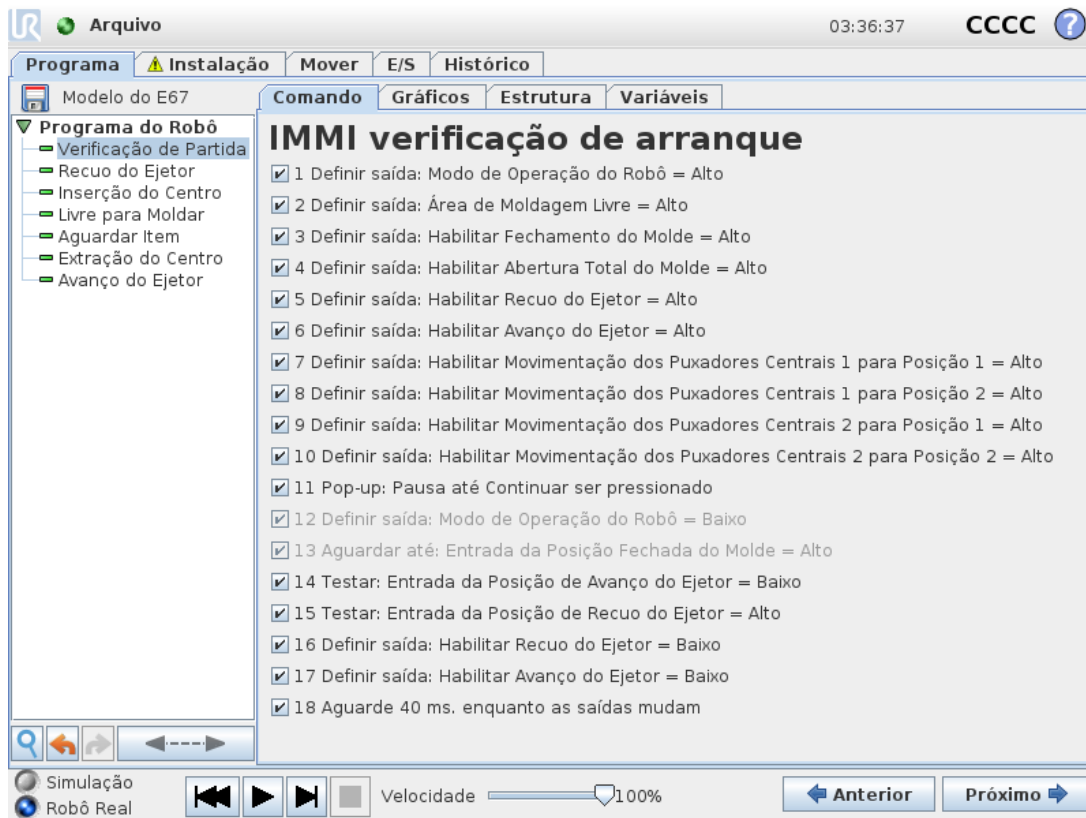 UR Arquivo 03:36:37 CCCC ?
Programa Instalação Mover E/S Histórico
Modelo do E67
Comando Gráficos Estrutura Variáveis
Programa do Robô
Verificação de Partida
Recuo do Ejetor
Inserção do Centro
Livre para Moldar
Aguardar Item
Extração do Centro
Avanço do Ejetor
IMMI verificação de arranque
1 Definir saída: Modo de Operação do Robô = Alto
2 Definir saída: Área de Moldagem Livre = Alto
3 Definir saída: Habilitar Fechamento do Molde = Alto
4 Definir saída: Habilitar Abertura Total do Molde = Alto
5 Definir saída: Habilitar Recuo do Ejetor = Alto
6 Definir saída: Habilitar Avanço do Ejetor = Alto
7 Definir saída: Habilitar Movimentação dos Puxadores Centrais 1 para Posição 1 = Alto
8 Definir saída: Habilitar Movimentação dos Puxadores Centrais 1 para Posição 2 = Alto
9 Definir saída: Habilitar Movimentação dos Puxadores Centrais 2 para Posição 1 = Alto
10 Definir saída: Habilitar Movimentação dos Puxadores Centrais 2 para Posição 2 = Alto
11 Pop-up: Pausa até Continuar ser pressionado
12 Definir saída: Modo de Operação do Robô = Baixo
13 Aguardar até: Entrada da Posição Fechada do Molde = Alto
14 Testar: Entrada da Posição de Avanço do Ejetor = Baixo
15 Testar: Entrada da Posição de Recuo do Ejetor = Alto
16 Definir saída: Habilitar Recuo do Ejetor = Baixo
17 Definir saída: Habilitar Avanço do Ejetor = Baixo
18 Aguarde 40 ms. enquanto as saídas mudam
Simulação
Robô Real
Velocidade 100%
Anterior
Próximo